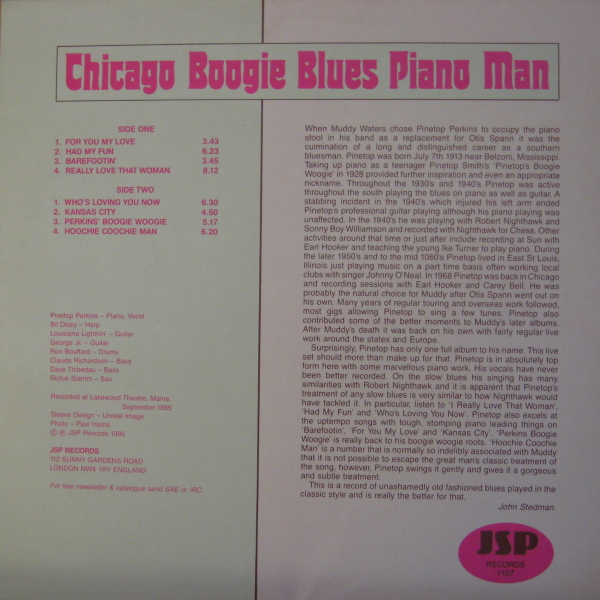 Chicago Boogie Blues Piano Man
SIDE ONE
1. FOR YOU MY LOVE 3.43
2. HAD MY FUN 6.23
3. BAREFOOTIN' 3.45
4. REALLY LOVE THAT WOMAN 8.12
SIDE TWO
1. WHO'S LOVING YOU NOW 6.30
2. KANSAS CITY 4.50
3. PERKINS' BOOGIE WOOGIE 5.17
4. HOOCHIE COOCHIE MAN 6.20
Pinetop Perkins – Piano, Vocal
Bil Dicey – Harp
Louisiana Lightnin' – Guitar
George Jr. – Guitar
Ron Bouffard – Drums
Claude Richardson – Bass
Dave Thibedau – Bass
Richie Stamm – Sax
Recorded at Lakewood Theatre, Maine,
September 1985
Sleeve Design – Unreal Image
Photo – Paul Harris
© ℗ JSP Records 1986
JSP RECORDS
112 SUNNY GARDENS ROAD
LONDON NW4 1RY ENGLAND
For free newsletter & catalogue send SAE or IRC.
When Muddy Waters chose Pinetop Perkins to occupy the piano
stool in his band as a replacement for Otis Spann it was the
culmination of a long and distinguished career as a southern
bluesman. Pinetop was born July 7th 1913 near Belzoni, Mississippi.
Taking up piano as a teenager Pinetop Smith's 'Pinetop's Boogie
Woogie' in 1928 provided further inspiration and even an appropriate
nickname. Throughout the 1930's and 1940's Pinetop was active
throughout the south playing the blues on piano as well as guitar. A
stabbing incident in the 1940's which injured his left arm ended
Pinetop's professional guitar playing although his piano playing was
unaffected. In the 1940's he was playing with Robert Nighthawk and
Sonny Boy Williamson and recorded with Nighthawk for Chess. Other
activities around that time or just after include recording at Sun with
Earl Hooker and teaching the young Ike Turner to play piano. During
the later 1950's and to the mid 1060's Pinetop lived in East St Louis,
Illinois just playing music on a part time basis often working local
clubs with singer Johnny O'Neal. In 1968 Pinetop was back in Chicago
and recording sessions with Earl Hooker and Carey Bell. He was
probably the natural choice for Muddy after Otis Spann went out on
his own. Many years of regular touring and overseas work followed,
most gigs allowing Pinetop to sing a few tunes. Pinetop also
contributed some of the better moments to Muddy's later albums.
After Muddy's death it was back on his own with fairly regular live
work around the states and Europe.
Surprisingly, Pinetop has only one full album to his name. This live
set should more than make up for that. Pinetop is in absolutely top
form here with some marvellous piano work. His vocals have never
been better recorded. On the slow blues his singing has many
similarities with Robert Nighthawk and it is apparent that Pinetop's
treatment of any slow blues is very similar to how Nighthawk would
have tackled it. In particular, listen to 'I Really Love That Woman',
'Had My Fun' and 'Who's Loving You Now'. Pinetop also excels at
the uptempo songs with tough, stomping piano leading things on
'Barefootin', 'For You My Love' and 'Kansas City'. 'Perkins Boogie
Woogie' is really back to his boogie woogie roots. 'Hoochie Coochie
Man' is a number that is normally so indelibly associated with Muddy
that it is not possible to escape the great man's classic treatment of
the song, however, Pinetop swings it gently and gives it a gorgeous
and subtle treatment.
This is a record of unashamedly old fashioned blues played in the
classic style and is really the better for that.
John Stedman.
JSP
RECORDS
1107